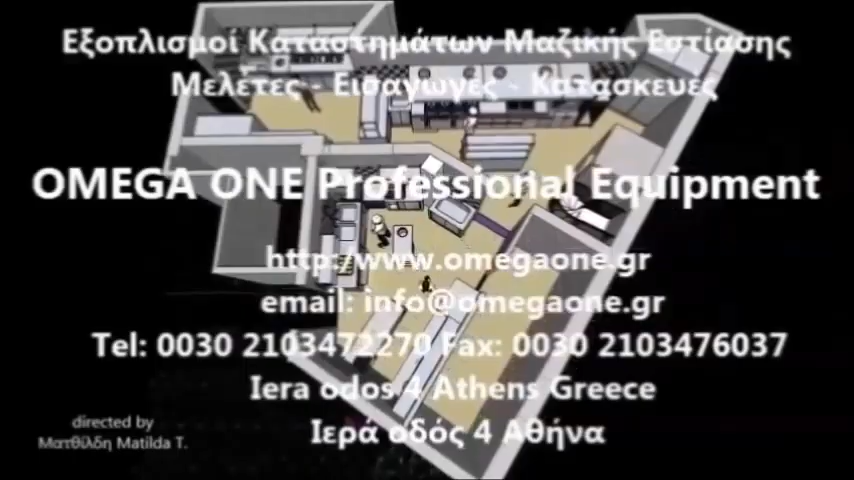 Εξοπλισμοί Καταστημάτων Μαζικής Εστίασης
Μελέτες - Εισαγωγές - Κατασκευές
OMEGA ONE Professional Equipment
http:/www.omegaone.gr
email: info@omegaone.gr
Tel: 0030 2103472270 Fax: 0030 2103476037
Iera odos 4 Athens Greece
Ιερά οδός 4 Αθήνα
directed by
Ματθίλδη Matilda T.